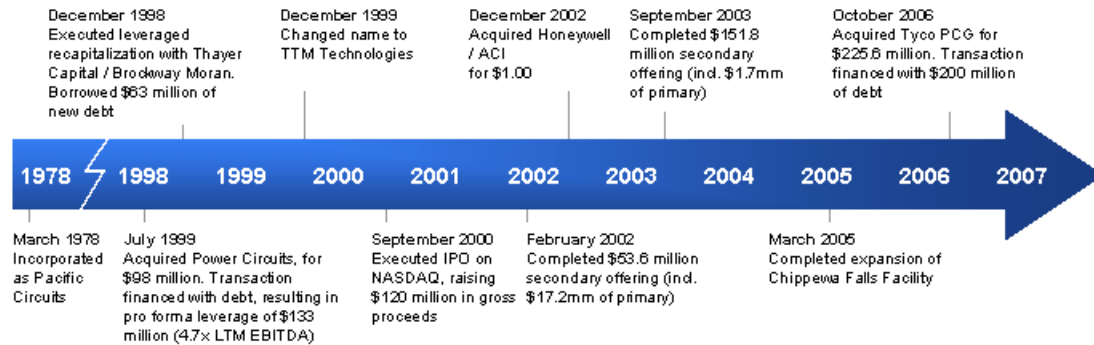 December 1998
Executed leveraged
recapitalization with Thayer
Capital / Brockway Moran.
Borrowed $63 million of
new debt
December 1999
Changed name to
TTM Technologies
December 2002
Acquired Honeywell
/ ACI
for $1.00
September 2003
Completed $151.8
million secondary
offering (incl. $1.7mm
of primary)
October 2006
Acquired Tyco PCG for
$225.6 million. Transaction
financed with $200 million
of debt
1978
1998
1999
2000
2001
2002
2003
2004
2005
2006
2007
March 1978
Incorporated
as Pacific
Circuits
July 1999
Acquired Power Circuits, for
$98 million. Transaction
financed with debt, resulting in
pro forma leverage of $133
million (4.7x LTM EBITDA)
September 2000
Executed IPO on
NASDAQ, raising
$120 million in gross
proceeds
February 2002
Completed $53.6 million
secondary offering (incl.
$17.2mm of primary)
March 2005
Completed expansion of
Chippewa Falls Facility